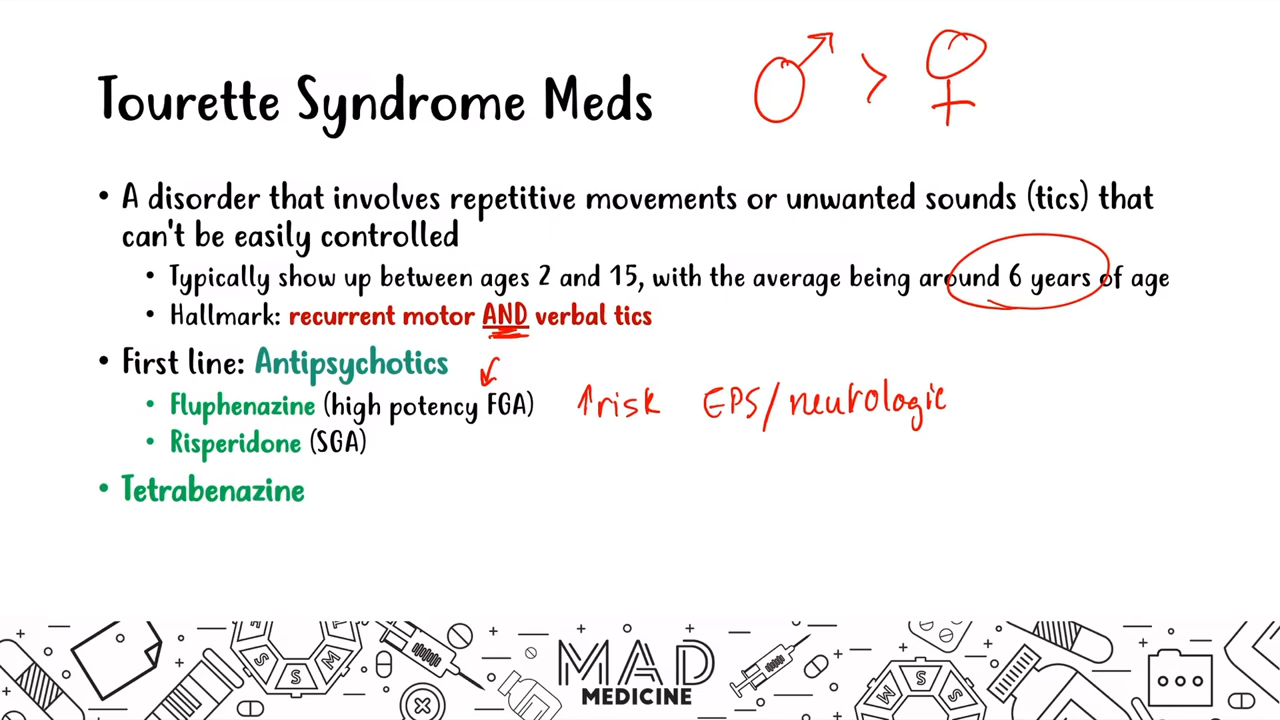 Tourette Syndrome Meds
>
• A disorder that involves repetitive movements or unwanted sounds (tics) that
can't be easily controlled
• Typically show up between ages 2 and 15, with the average being around 6 years of age
• Hallmark: recurrent motor AND verbal tics
• First line: Antipsychotics
• Fluphenazine (high potency FGA) ↑risk EPS/neurologic
• Risperidone (SGA)
• Tetrabenazine
S S M
MAD
MEDICINE
M S S